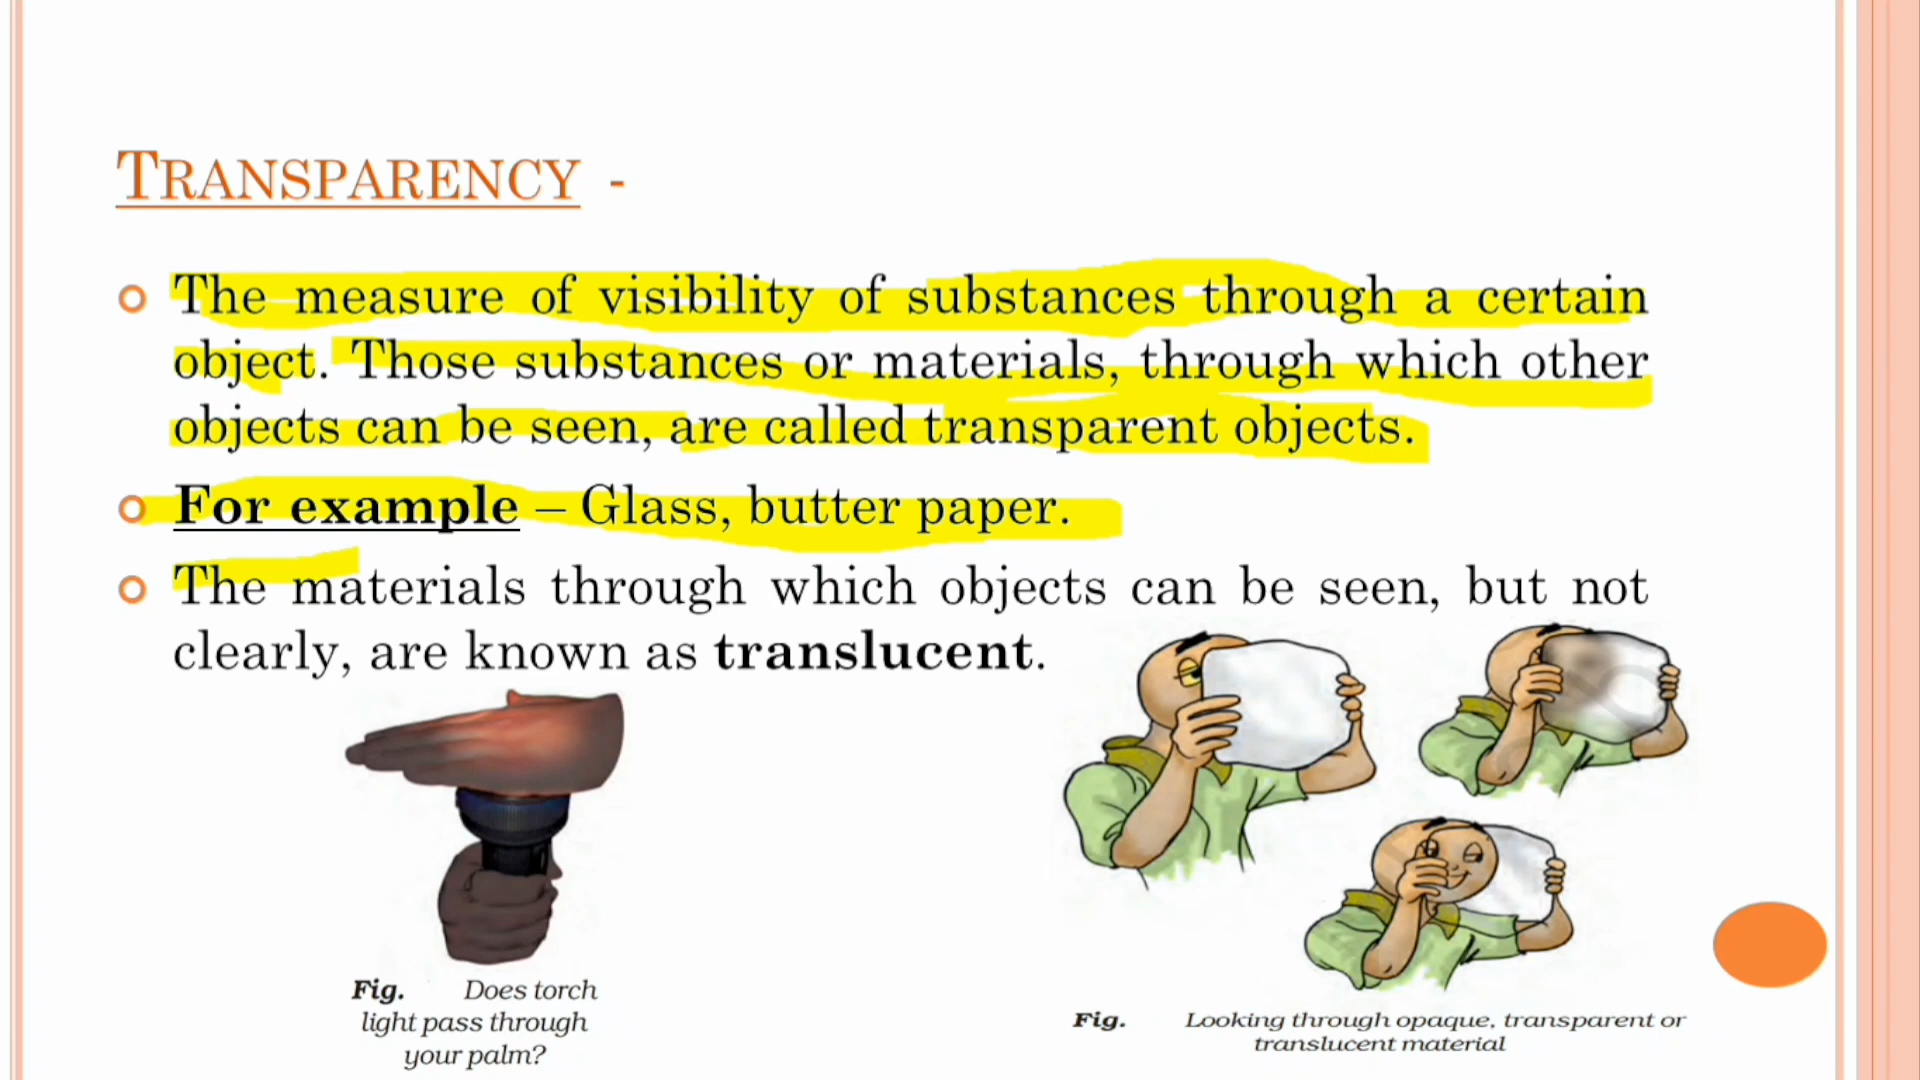 TRANSPARENCY -
The measure of visibility of substances through a certain
object. Those substances or materials, through which other
objects can be seen, are called transparent objects.
For example – Glass, butter paper.
The materials through which objects can be seen, but not
clearly, are known as translucent.
Fig. Does torch
light pass through
your palm?
Fig. Looking through opaque, transparent or
translucent material